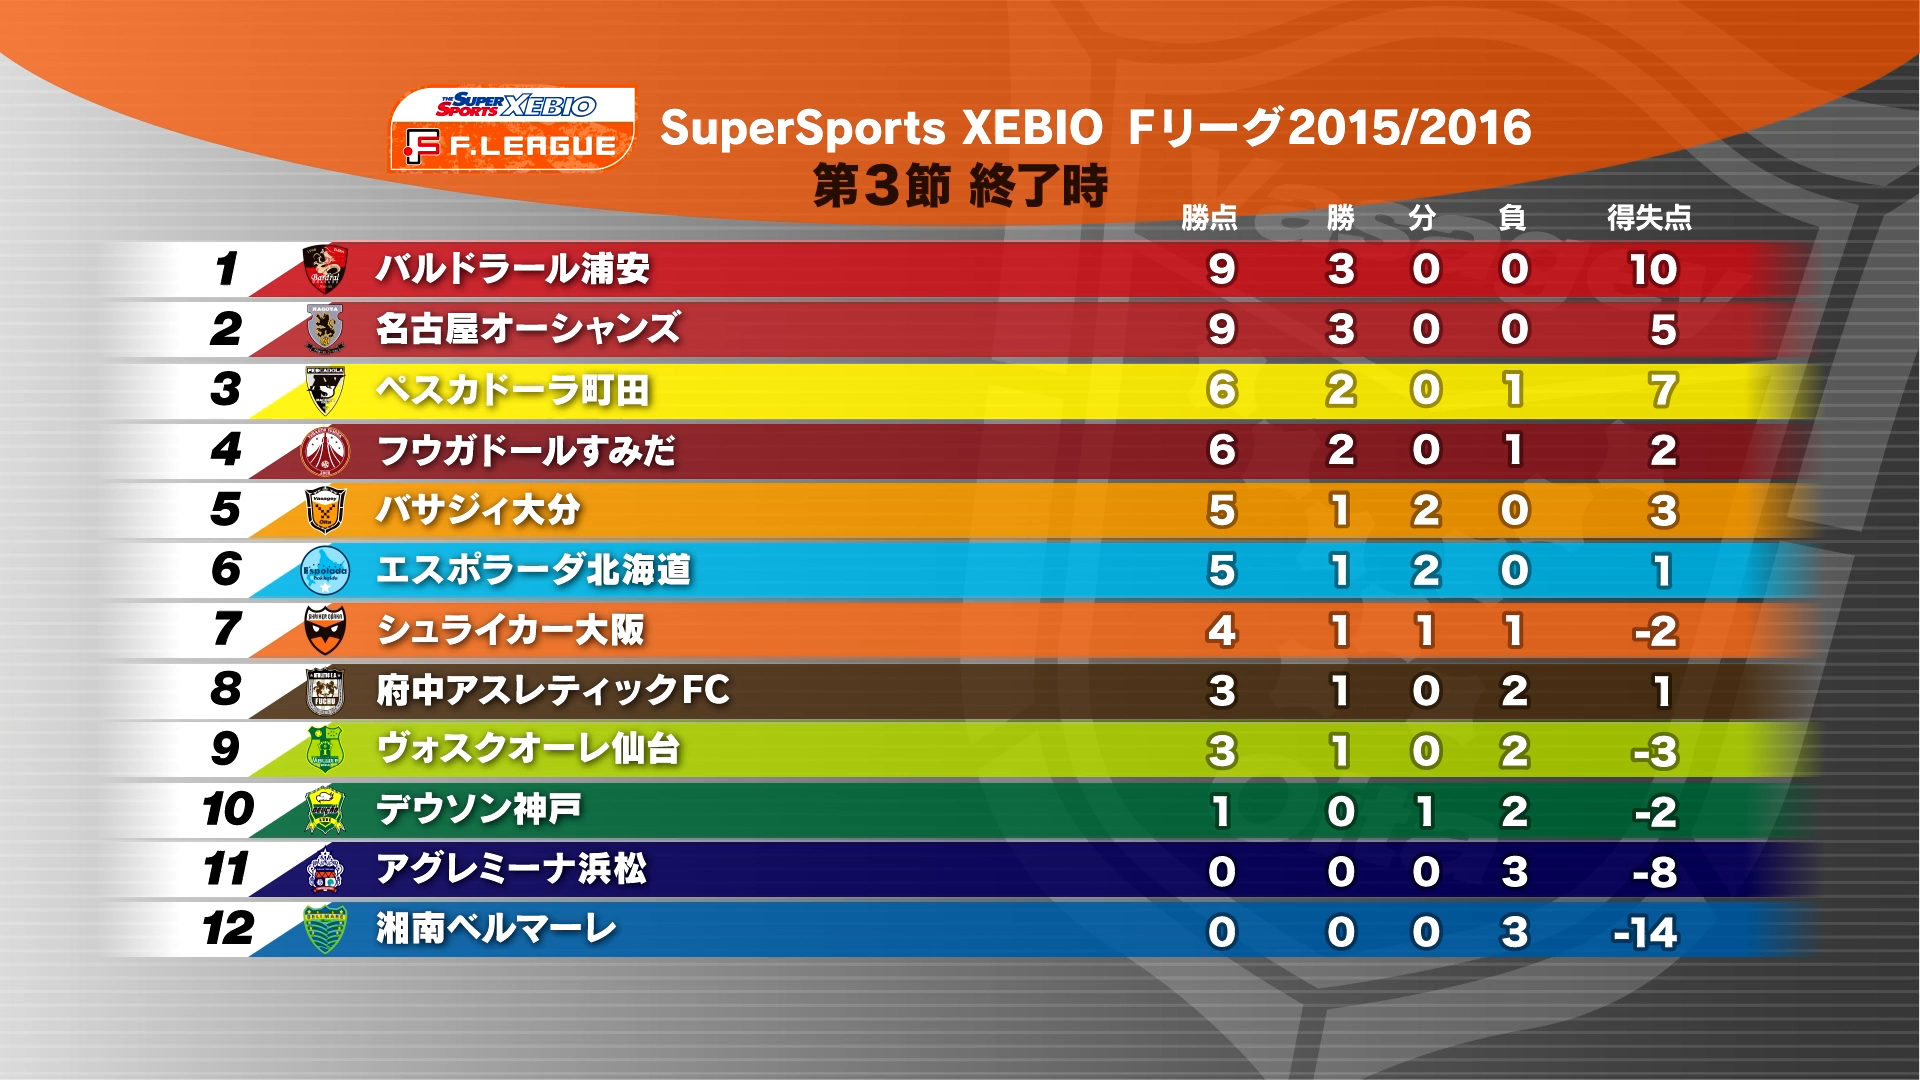 THE SUPER SPORTS XEBIO
F.LEAGUE
SuperSports XEBIO Fリーグ2015/2016
第3節 終了時
勝点 勝 分 負 得失点
1 バルドラール浦安 9 3 0 0 10
2 名古屋オーシャンズ 9 3 0 0 5
3 ペスカドーラ町田 6 2 0 1 7
4 フウガドールすみだ 6 2 0 1 2
5 バサジィ大分 5 1 2 0 3
6 エスポラーダ北海道 5 1 2 0 1
7 シュライカー大阪 4 1 1 1 -2
8 府中アスレティックFC 3 1 0 2 1
9 ヴォスクオーレ仙台 3 1 0 2 -3
10 デウソン神戸 1 0 1 2 -2
11 アグレミーナ浜松 0 0 0 3 -8
12 湘南ベルマーレ 0 0 0 3 -14